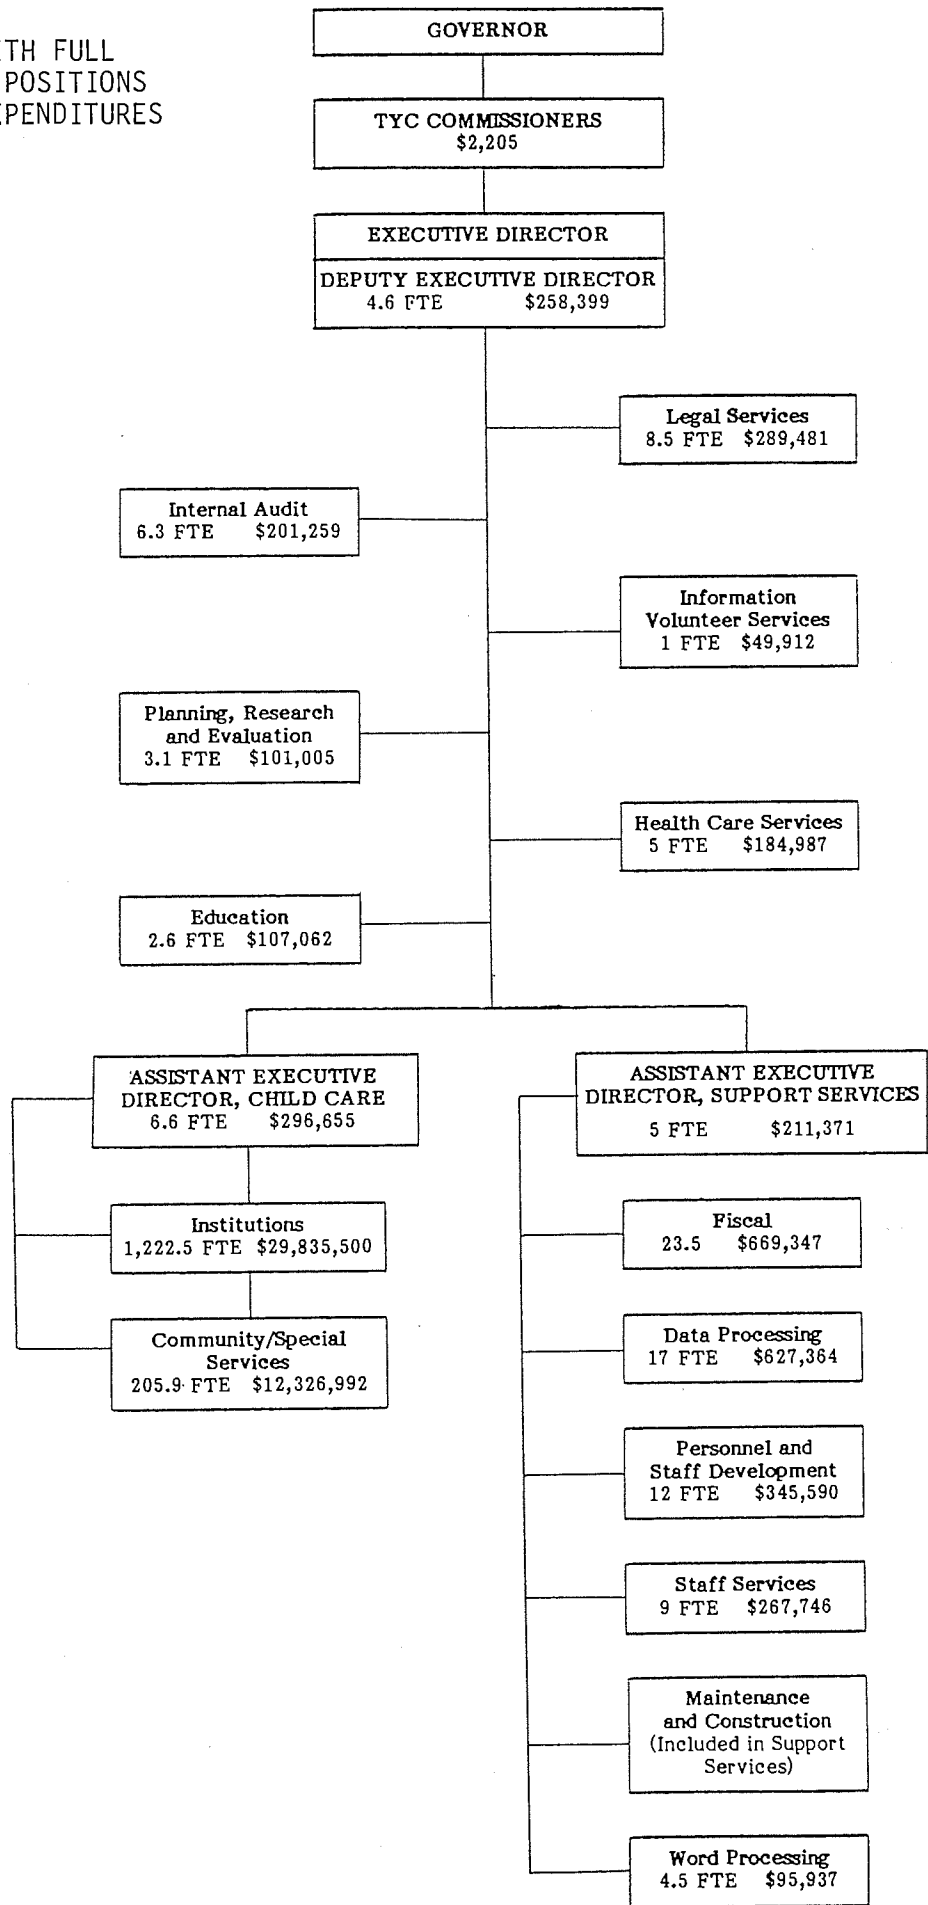 GOVERNOR
ITH FULL
POSITIONS
PENDITURES
TYC COMMISSIONERS
$2,205
EXECUTIVE DIRECTOR
DEPUTY EXECUTIVE DIRECTOR
4.6 FTE $258,399
Legal Services
8.5 FTE $289,481
Internal Audit
6.3 FTE $201,259
Information
Volunteer Services
1 FTE $49,912
Planning, Research
and Evaluation
3.1 FTE $101,005
Health Care Services
5 FTE $184,987
Education
2.6 FTE $107,062
ASSISTANT EXECUTIVE
DIRECTOR, CHILD CARE
6.6 FTE $296,655
ASSISTANT EXECUTIVE
DIRECTOR, SUPPORT SERVICES
5 FTE $211,371
Institutions
1,222.5 FTE $29,835,500
Community/Special
Services
205.9 FTE $12,326,992
Fiscal
23.5 $669,347
Data Processing
17 FTE $627,364
Personnel and
Staff Development
12 FTE $345,590
Staff Services
9 FTE $267,746
Maintenance
and Construction
(Included in Support
Services)
Word Processing
4.5 FTE $95,937